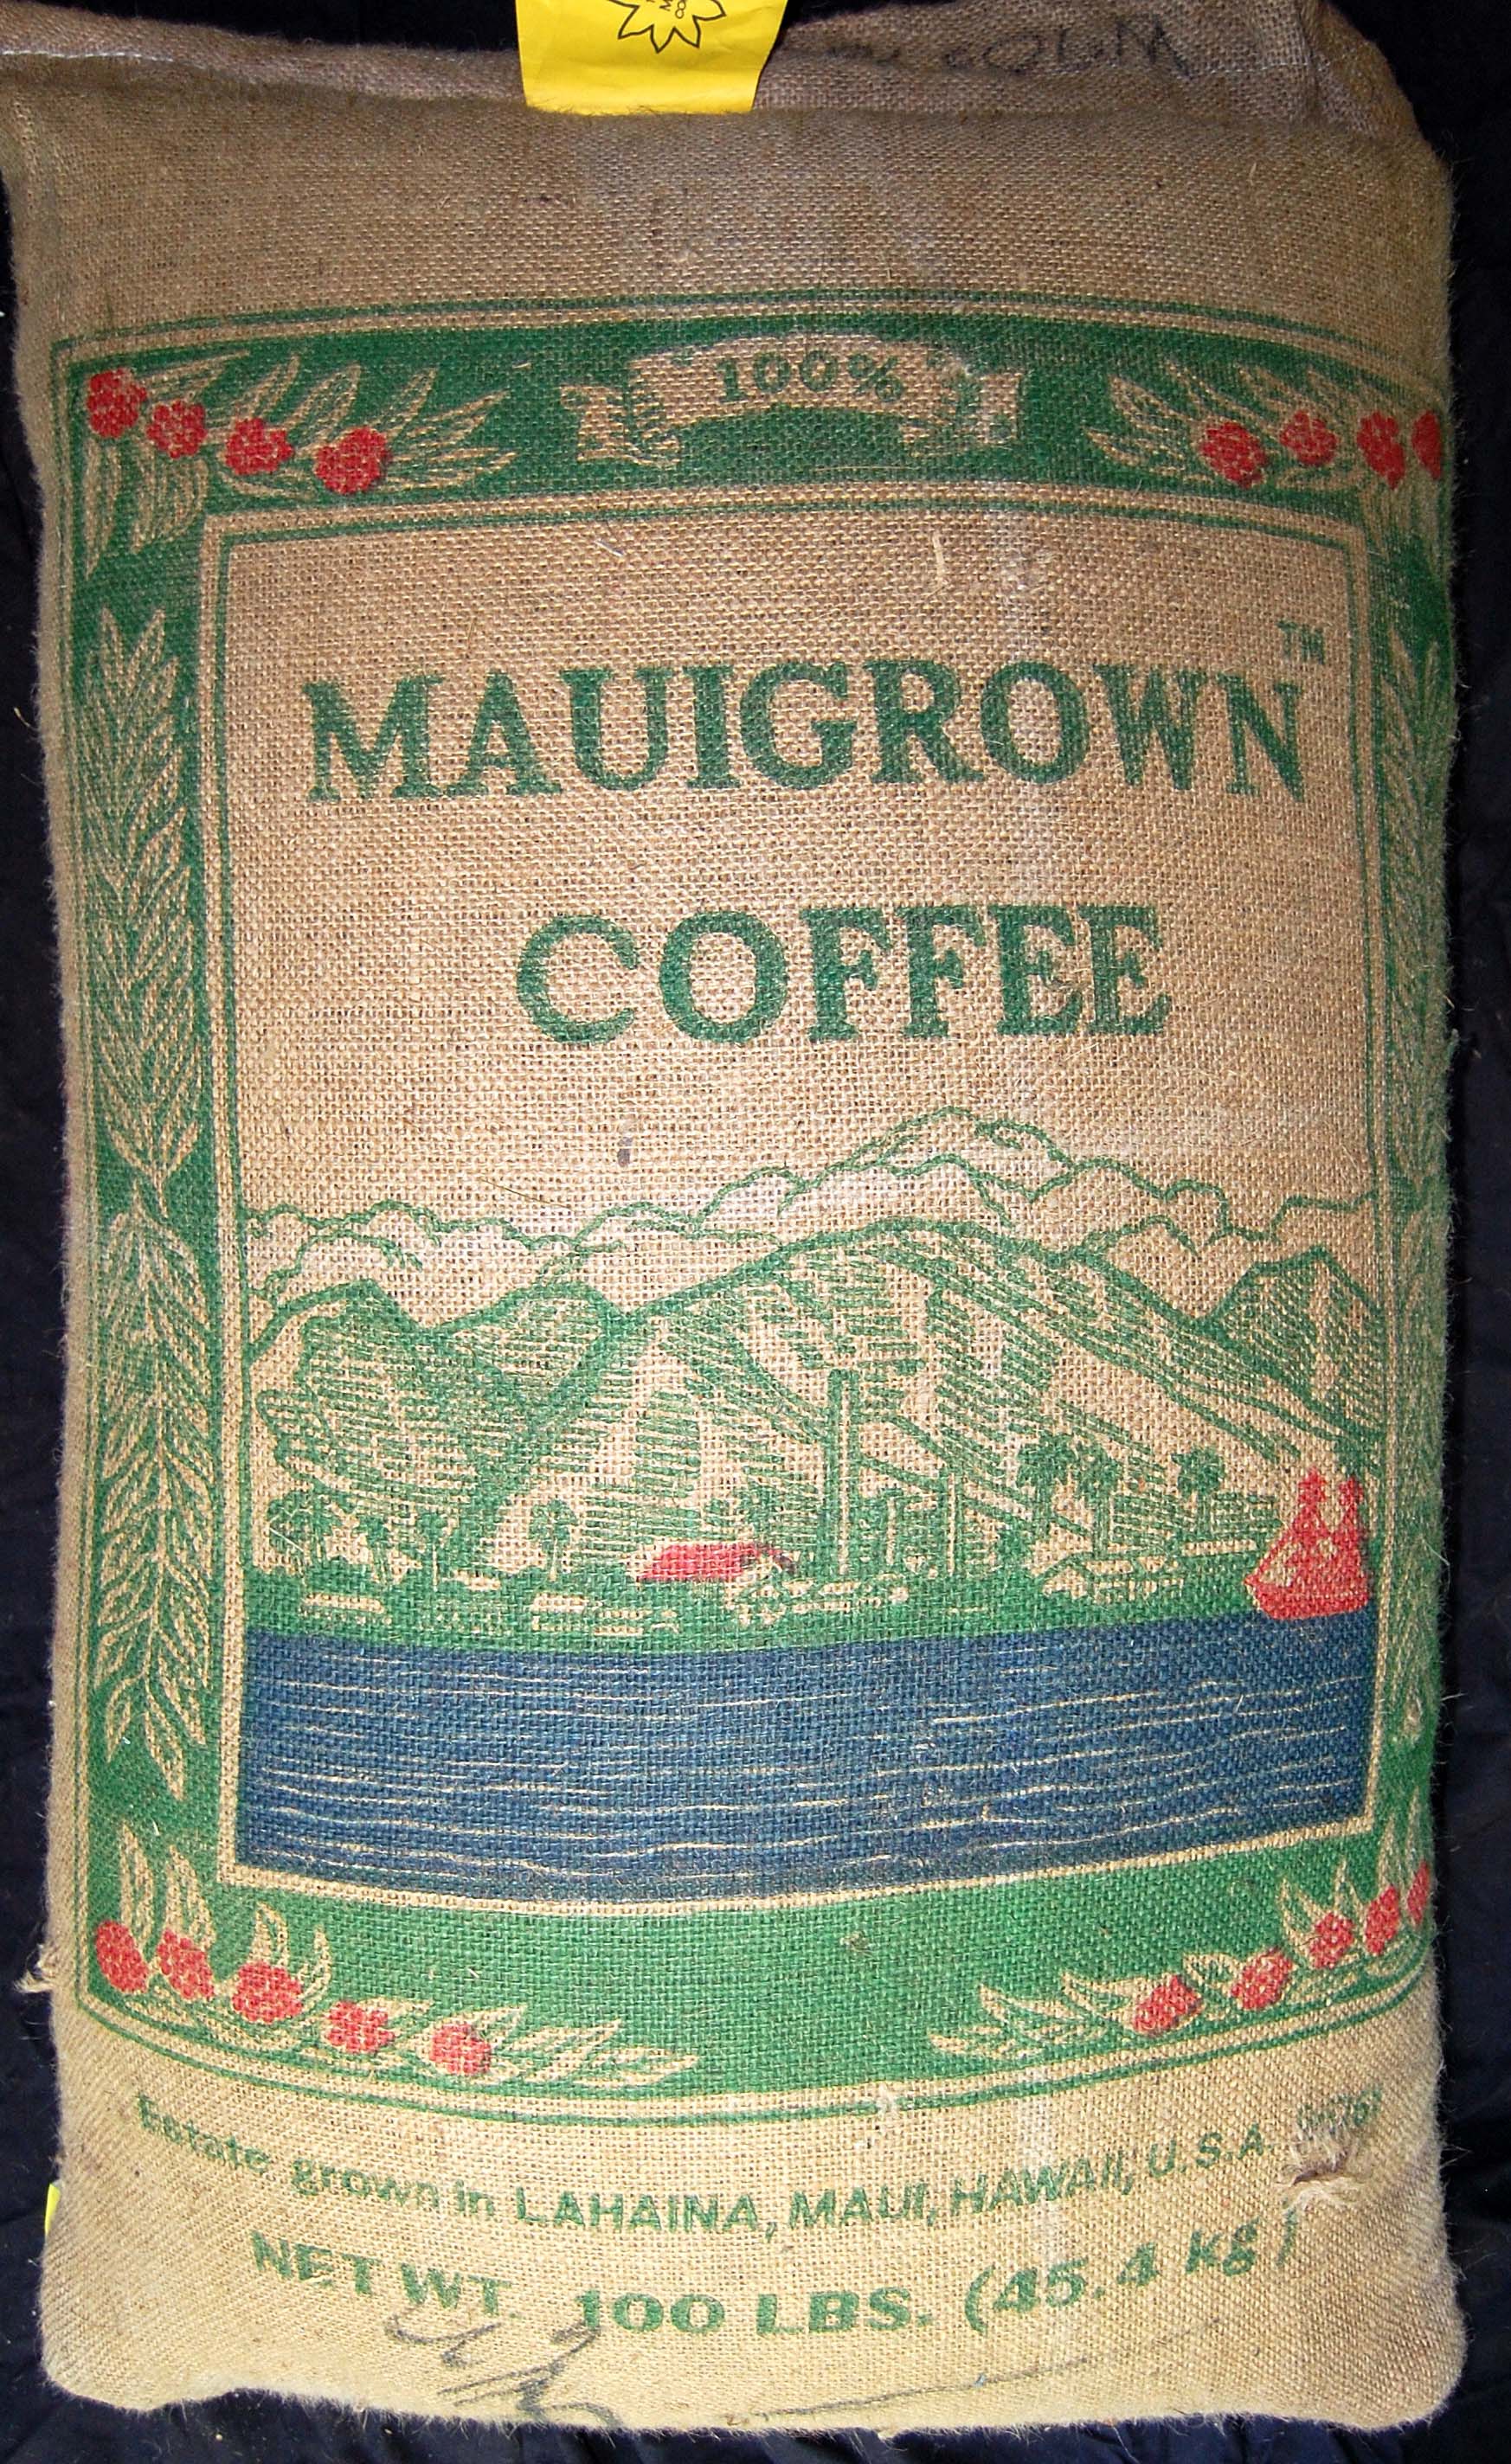 100%
MAUIGROWN™
COFFEE
Estate grown in LAHAINA, MAUI, HAWAII, U.S.A.
NET WT. 100 LBS. (45.4 kg)